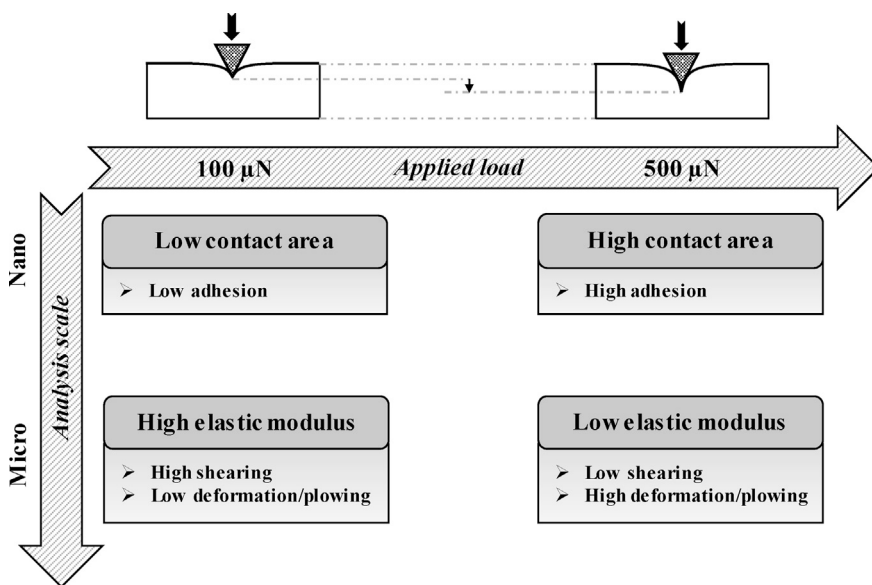 100 µN
Applied load
500 µN
Nano
Analysis scale
Micro
Low contact area
➢ Low adhesion
High contact area
➢ High adhesion
High elastic modulus
➢ High shearing
➢ Low deformation/plowing
Low elastic modulus
➢ Low shearing
➢ High deformation/plowing